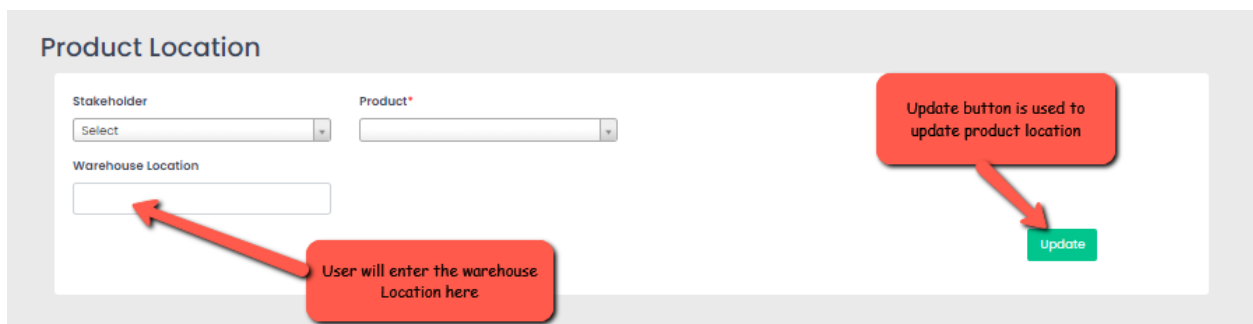 Product Location
Stakeholder
Product*
Select
Warehouse Location
Update button is used to
update product location
Update
User will enter the warehouse
Location here